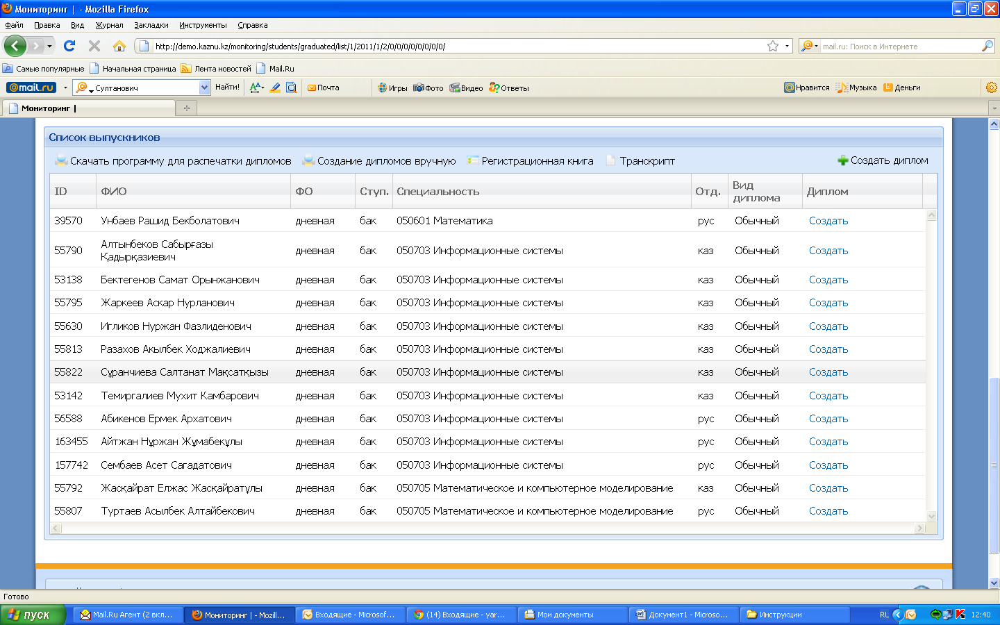 Мониторинг | - Mozilla Firefox
Файл Правка Вид Журнал Закладки Инструменты Справка
http://demo.kaznu.kz/monitoring/students/graduated/list/1/2011/1/2/0/0/0/0/0/0/0/0/ mail.ru: Поиск в Интернете
Самые популярные Начальная страница Лента новостей Mail.Ru
@mail.ru Султанович Найти! Почта Игры Фото Видео Ответы Нравится Музыка Деньги
Мониторинг |
Список выпускников
Скачать программу для распечатки дипломов Создание дипломов вручную Регистрационная книга Транскрипт Создать диплом
ID ФИО ФО Ступ. Специальность Отд. Вид диплома Диплом
39570 Унбаев Рашид Бекболатович дневная бак 050601 Математика рус Обычный Создать
55790 Алтынбеков Сабырғазы Қадырқазиевич дневная бак 050703 Информационные системы каз Обычный Создать
53138 Бектегенов Самат Орынжанович дневная бак 050703 Информационные системы каз Обычный Создать
55795 Жаркеев Аскар Нурланович дневная бак 050703 Информационные системы каз Обычный Создать
55630 Игликов Нуржан Фазлиденович дневная бак 050703 Информационные системы каз Обычный Создать
55813 Разахов Акылбек Ходжалиевич дневная бак 050703 Информационные системы каз Обычный Создать
55822 Сұранчиева Салтанат Мақсатқызы дневная бак 050703 Информационные системы каз Обычный Создать
53142 Темиргалиев Мухит Камбарович дневная бак 050703 Информационные системы каз Обычный Создать
56588 Абикенов Ермек Архатович дневная бак 050703 Информационные системы рус Обычный Создать
163455 Айтжан Нұржан Жұмабекұлы дневная бак 050703 Информационные системы рус Обычный Создать
157742 Сембаев Асет Сагадатович дневная бак 050703 Информационные системы рус Обычный Создать
55792 Жасқайрат Елжас Жасқайратұлы дневная бак 050705 Математическое и компьютерное моделирование каз Обычный Создать
55807 Туртаев Асылбек Алтайбекович дневная бак 050705 Математическое и компьютерное моделирование рус Обычный Создать
Готово
пуск Mail.Ru Агент (2 вкл... Мониторинг | - Mozill... Входящие - Microsof... (14) Входящие - yar... Мои документы Документ1 - Microso... Инструкции RL 12:40